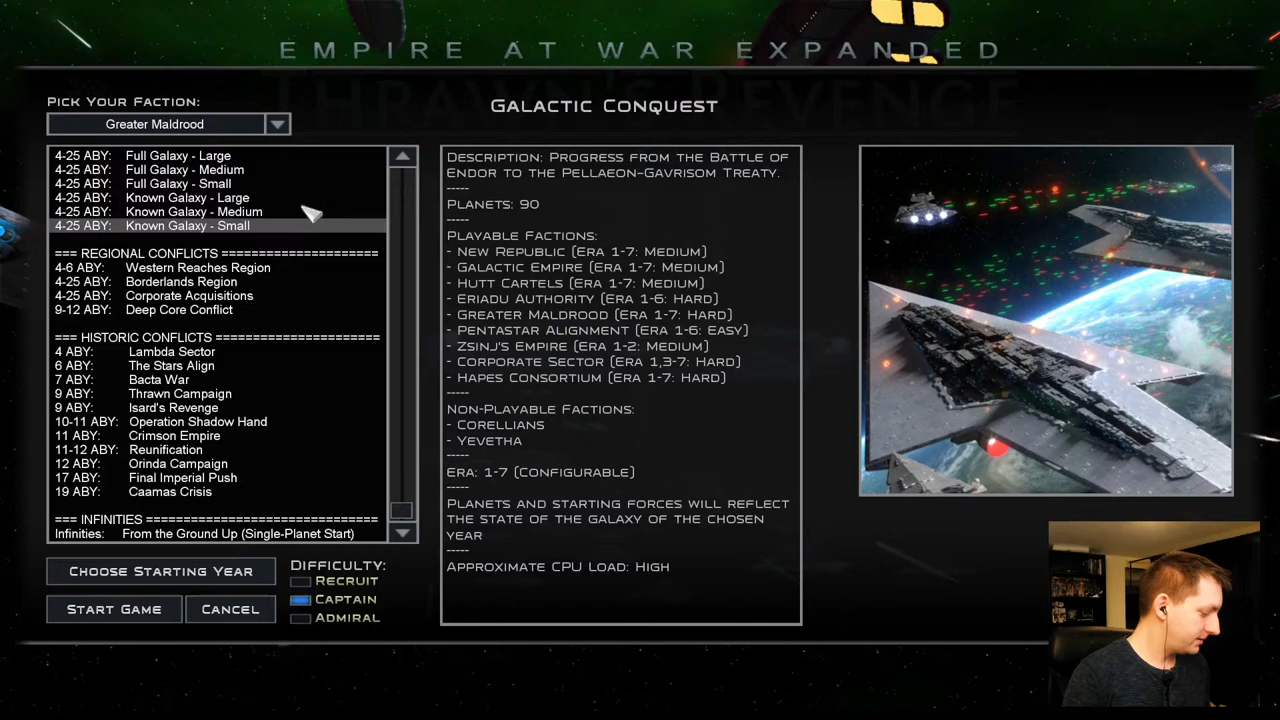 EMPIRE AT WAR EXPANDED
THRAWN'S REVENGE
PICK YOUR FACTION:
Greater Maldrood
GALACTIC CONQUEST
4-25 ABY: Full Galaxy - Large
4-25 ABY: Full Galaxy - Medium
4-25 ABY: Full Galaxy - Small
4-25 ABY: Known Galaxy - Large
4-25 ABY: Known Galaxy - Medium
4-25 ABY: Known Galaxy - Small
=== REGIONAL CONFLICTS =====================
4-6 ABY: Western Reaches Region
4-25 ABY: Borderlands Region
4-25 ABY: Corporate Acquisitions
9-12 ABY: Deep Core Conflict
=== HISTORIC CONFLICTS =====================
4 ABY: Lambda Sector
6 ABY: The Stars Align
7 ABY: Bacta War
9 ABY: Thrawn Campaign
9 ABY: Isard's Revenge
10-11 ABY: Operation Shadow Hand
11 ABY: Crimson Empire
11-12 ABY: Reunification
12 ABY: Orinda Campaign
17 ABY: Final Imperial Push
19 ABY: Caamas Crisis
=== INFINITIES ==============================
Infinities: From the Ground Up (Single-Planet Start)
DESCRIPTION: PROGRESS FROM THE BATTLE OF
ENDOR TO THE PELLAEON-GAVRISOM TREATY.
-----
PLANETS: 90
-----
PLAYABLE FACTIONS:
- NEW REPUBLIC (ERA 1-7: MEDIUM)
- GALACTIC EMPIRE (ERA 1-7: MEDIUM)
- HUTT CARTELS (ERA 1-7: MEDIUM)
- ERIADU AUTHORITY (ERA 1-6: HARD)
- GREATER MALDROOD (ERA 1-7: HARD)
- PENTASTAR ALIGNMENT (ERA 1-6: EASY)
- ZSINJ'S EMPIRE (ERA 1-2: MEDIUM)
- CORPORATE SECTOR (ERA 1,3-7: HARD)
- HAPES CONSORTIUM (ERA 1-7: HARD)
-----
NON-PLAYABLE FACTIONS:
- CORELLIANS
- YEVETHA
-----
ERA: 1-7 (CONFIGURABLE)
-----
PLANETS AND STARTING FORCES WILL REFLECT
THE STATE OF THE GALAXY OF THE CHOSEN
YEAR
-----
APPROXIMATE CPU LOAD: HIGH
CHOOSE STARTING YEAR
START GAME
CANCEL
DIFFICULTY:
RECRUIT
CAPTAIN
ADMIRAL